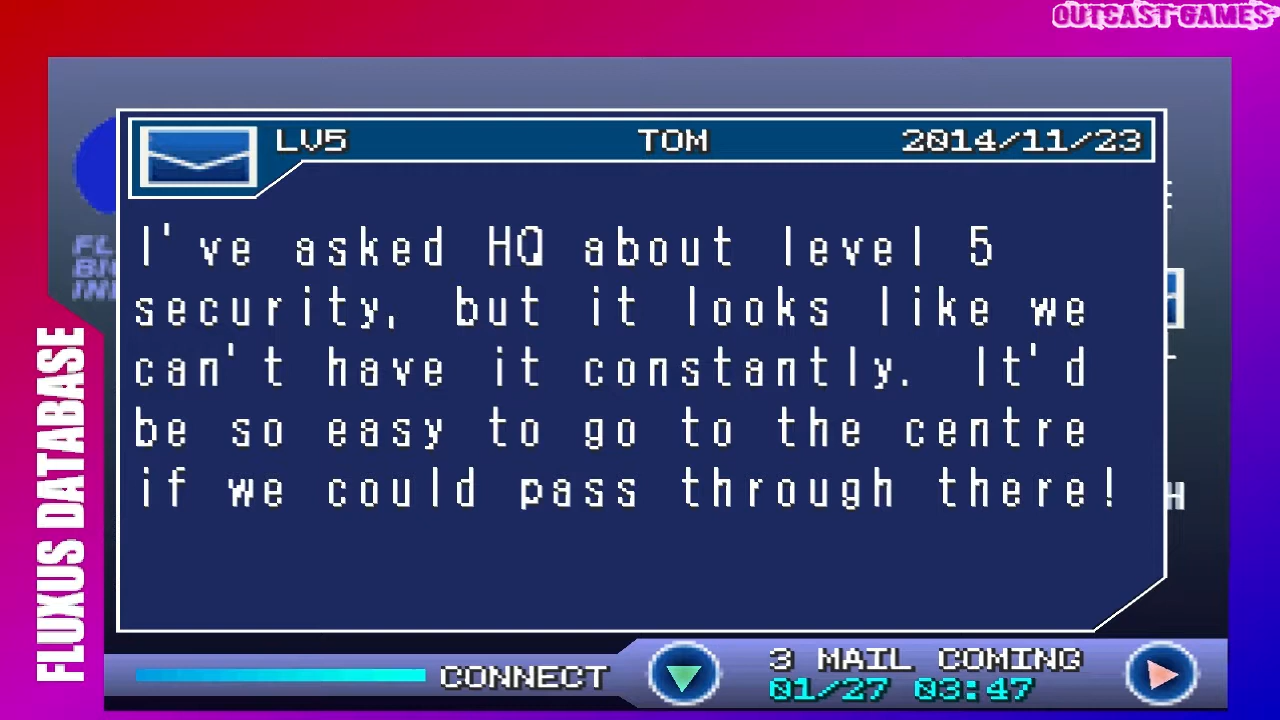 OUTCAST GAMES
LV5 TOM 2014/11/23
I've asked HQ about level 5
security, but it looks like we
can't have it constantly. It'd
be so easy to go to the centre
if we could pass through there!
FLUXUS DATABASE
CONNECT
3 MAIL COMING
01/27 03:47